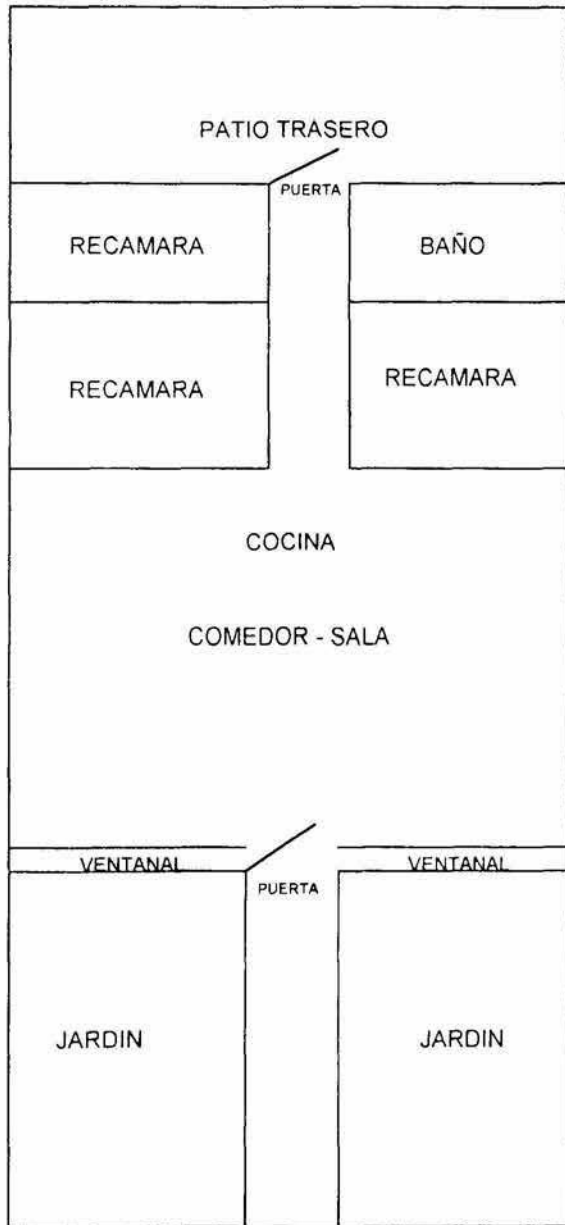 PATIO TRASERO
PUERTA
RECAMARA
BAÑO
RECAMARA
RECAMARA
COCINA
COMEDOR - SALA
VENTANAL
VENTANAL
PUERTA
JARDIN
JARDIN